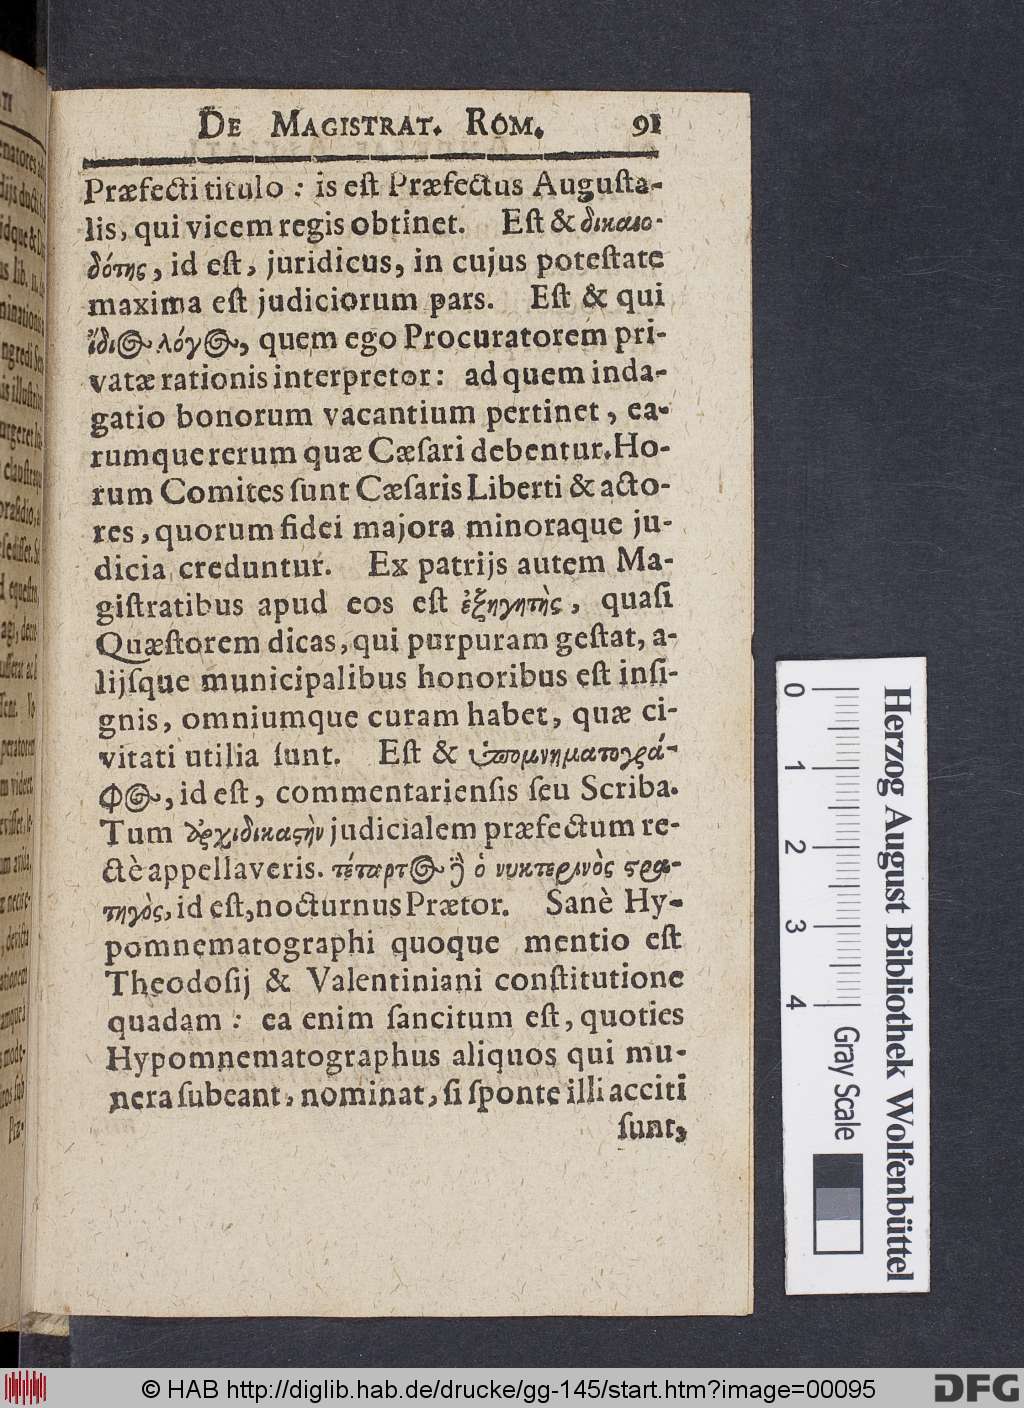 DE MAGISTRAT. ROM. 91
Præfecti titulo : is eſt Præfectus Auguſta-
lis, qui vicem regis obtinet. Eſt & δικαιο-
δότης, id eſt, juridicus, in cujus poteſtate
maxima eſt judiciorum pars. Eſt & qui
ἴδιος λόγος, quem ego Procuratorem pri-
vatæ rationis interpretor: ad quem inda-
gatio bonorum vacantium pertinet, ea-
rumque rerum quæ Cæſari debentur. Ho-
rum Comites ſunt Cæſaris Liberti & acto-
res, quorum fidei majora minoraque ju-
dicia creduntur. Ex patrijs autem Ma-
giſtratibus apud eos eſt ἐξηγητὴς, quaſi
Quæſtorem dicas, qui purpuram geſtat, a-
lijſque municipalibus honoribus eſt inſi-
gnis, omniumque curam habet, quæ ci-
vitati utilia ſunt. Eſt & ὑπομνηματογρά-
φος, id eſt, commentarienſis ſeu Scriba.
Tum ἀρχιδικαςὴν judicialem præfectum re-
ctè appellaveris. τέταρτος ὁ νυκτερινὸς στρα-
τηγὸς, id eſt, nocturnus Prætor. Sanè Hy-
pomnematographi quoque mentio eſt
Theodoſij & Valentiniani conſtitutione
quadam : ea enim ſancitum eſt, quoties
Hypomnematographus aliquos qui mu-
nera ſubeant, nominat, ſi ſponte illi acciti
ſunt,
Herzog August Bibliothek Wolfenbüttel
0 1 2 3 4 Gray Scale
© HAB http://diglib.hab.de/drucke/gg-145/start.htm?image=00095
DFG